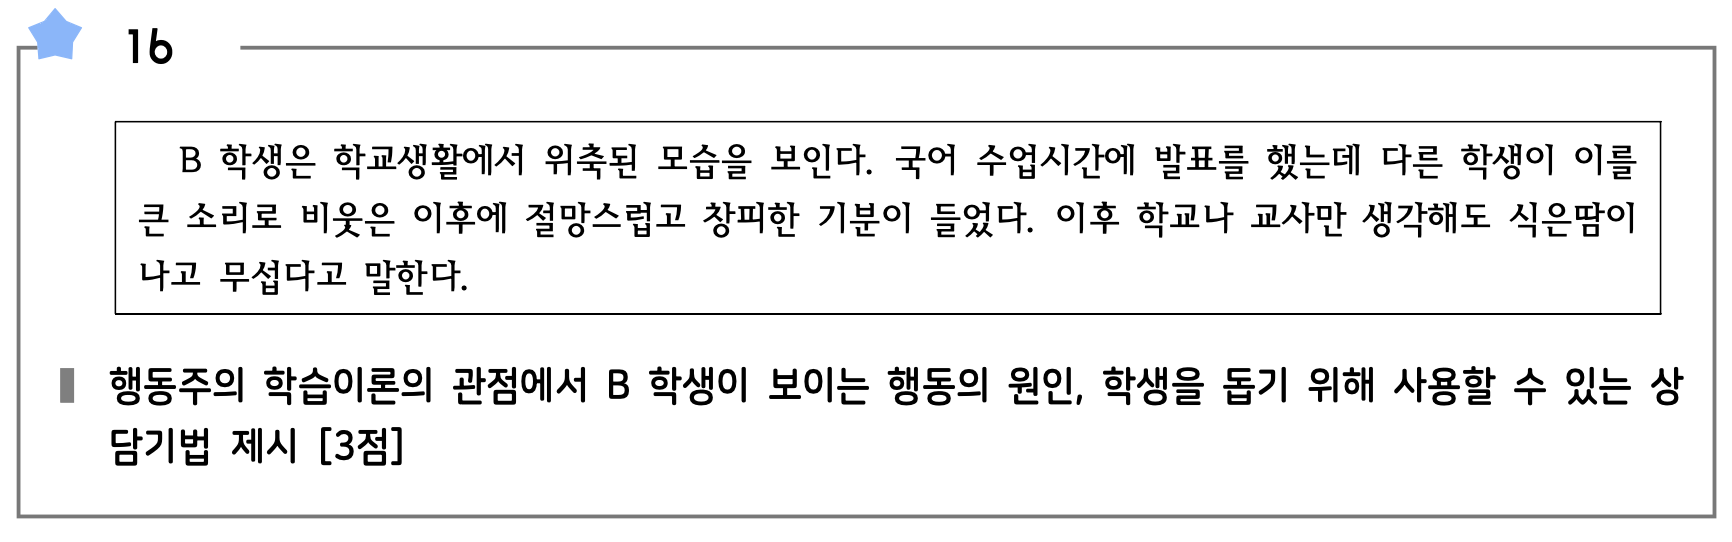 16
B 학생은 학교생활에서 위축된 모습을 보인다. 국어 수업시간에 발표를 했는데 다른 학생이 이를
큰 소리로 비웃은 이후에 절망스럽고 창피한 기분이 들었다. 이후 학교나 교사만 생각해도 식은땀이
나고 무섭다고 말한다.
행동주의 학습이론의 관점에서 B 학생이 보이는 행동의 원인, 학생을 돕기 위해 사용할 수 있는 상
담기법 제시 [3점]